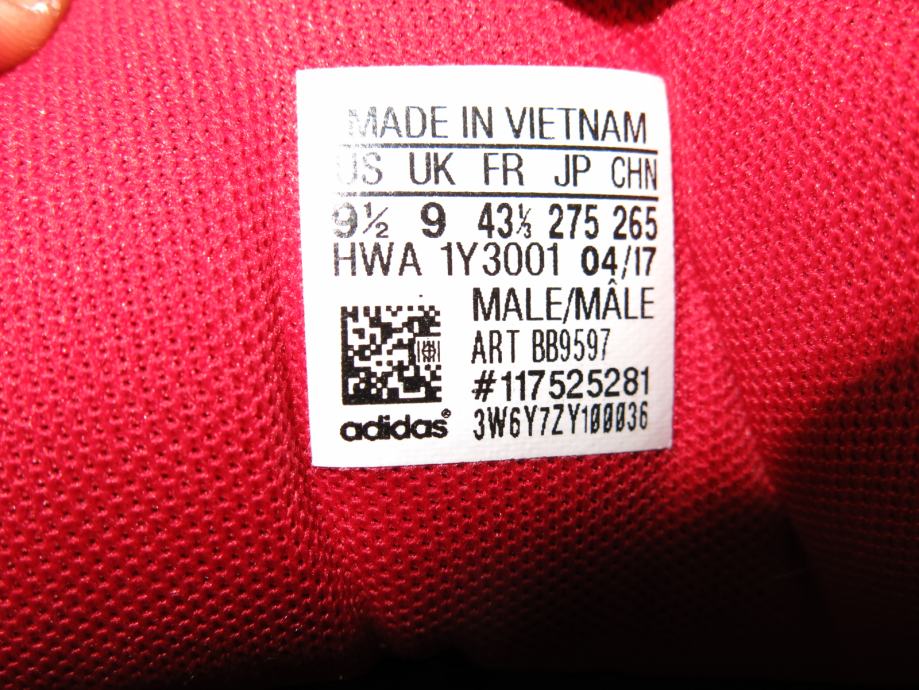 MADE IN VIETNAM
US UK FR JP CHN
9½ 9 43⅓ 275 265
HWA 1Y3001 04/17
MALE/MÂLE
ART BB9597
#117525281
adidas® 3W6Y7ZY100036